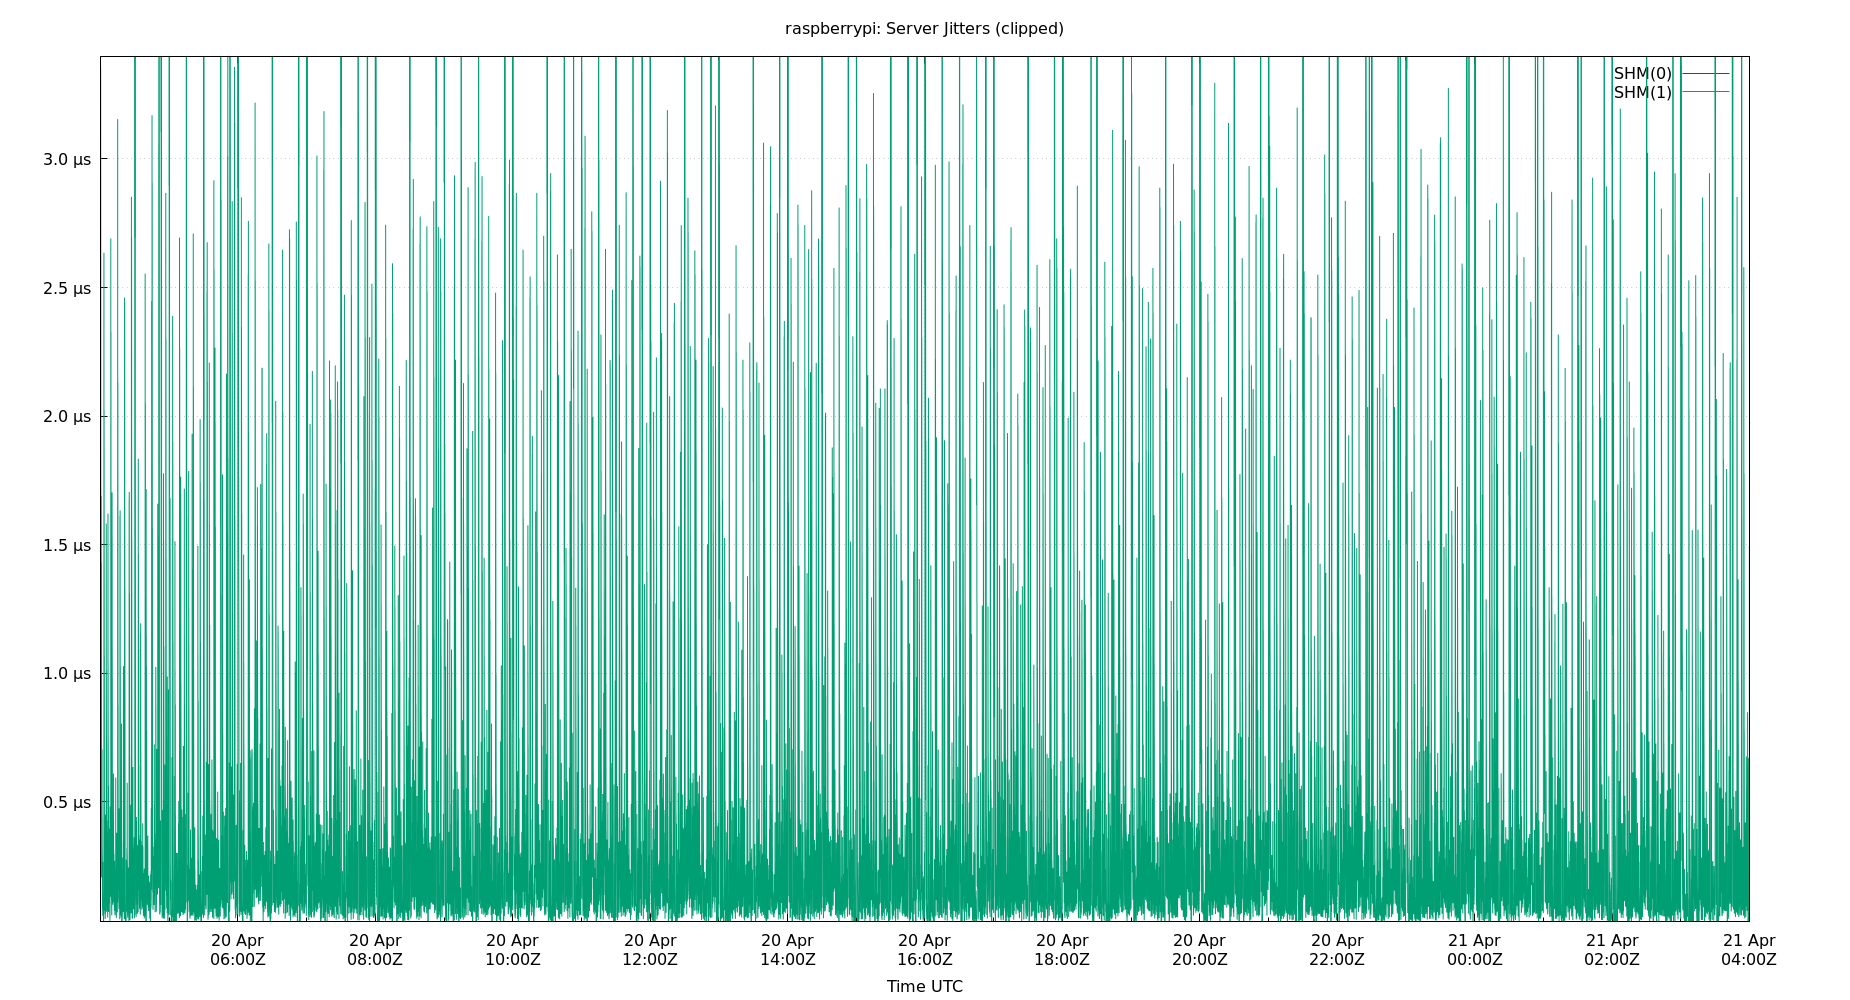 raspberrypi: Server Jitters (clipped)
SHM(0)
SHM(1)
3.0 µs
2.5 µs
2.0 µs
1.5 µs
1.0 µs
0.5 µs
20 Apr 20 Apr 20 Apr 20 Apr 20 Apr 20 Apr 20 Apr 20 Apr 20 Apr 21 Apr 21 Apr 21 Apr
06:00Z 08:00Z 10:00Z 12:00Z 14:00Z 16:00Z 18:00Z 20:00Z 22:00Z 00:00Z 02:00Z 04:00Z
Time UTC